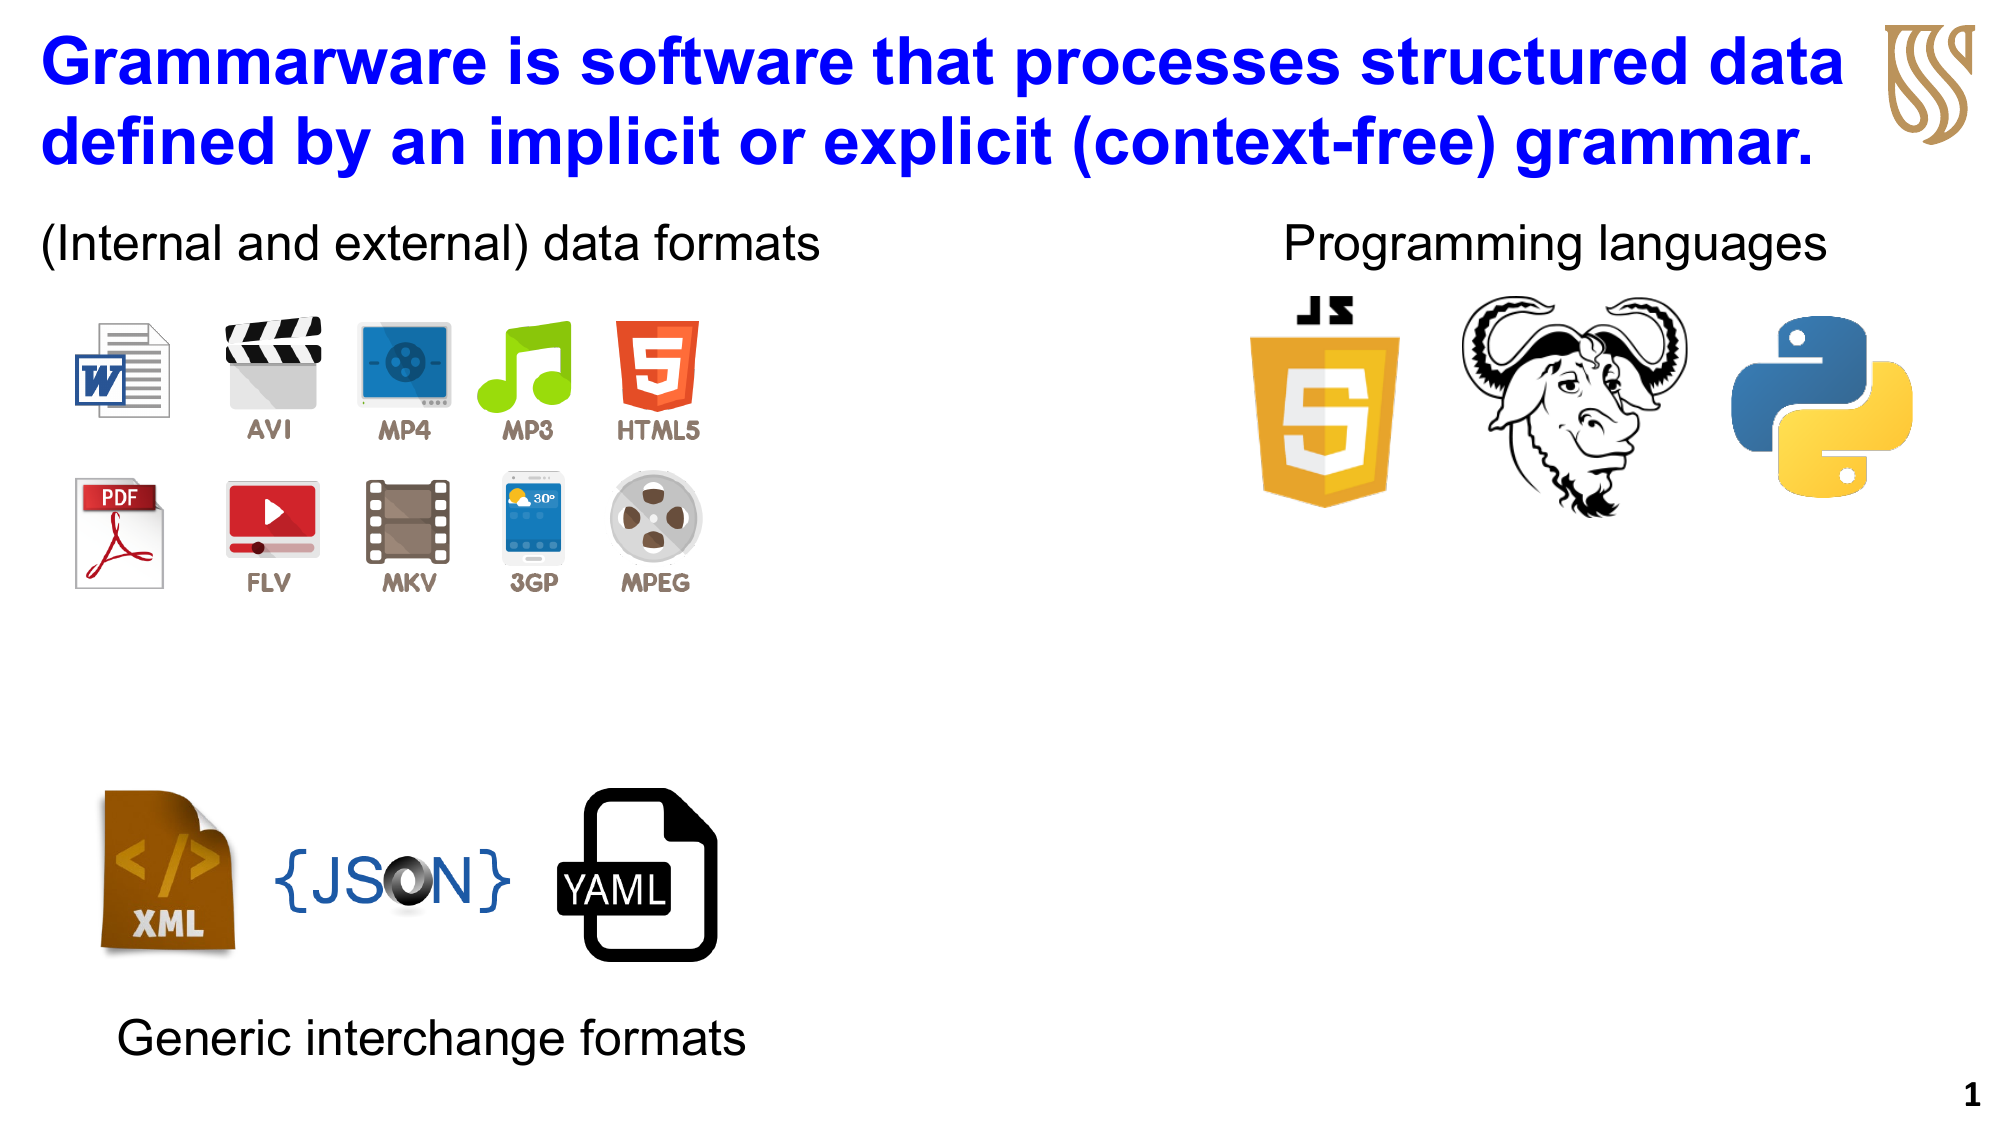 Grammarware is software that processes structured data
defined by an implicit or explicit (context-free) grammar.
(Internal and external) data formats
Programming languages
JS
W
AVI
MP4
MP3
5
HTML5
5
PDF
30°
FLV
MKV
3GP
MPEG
</>
XML
{JSON}
YAML
Generic interchange formats
1